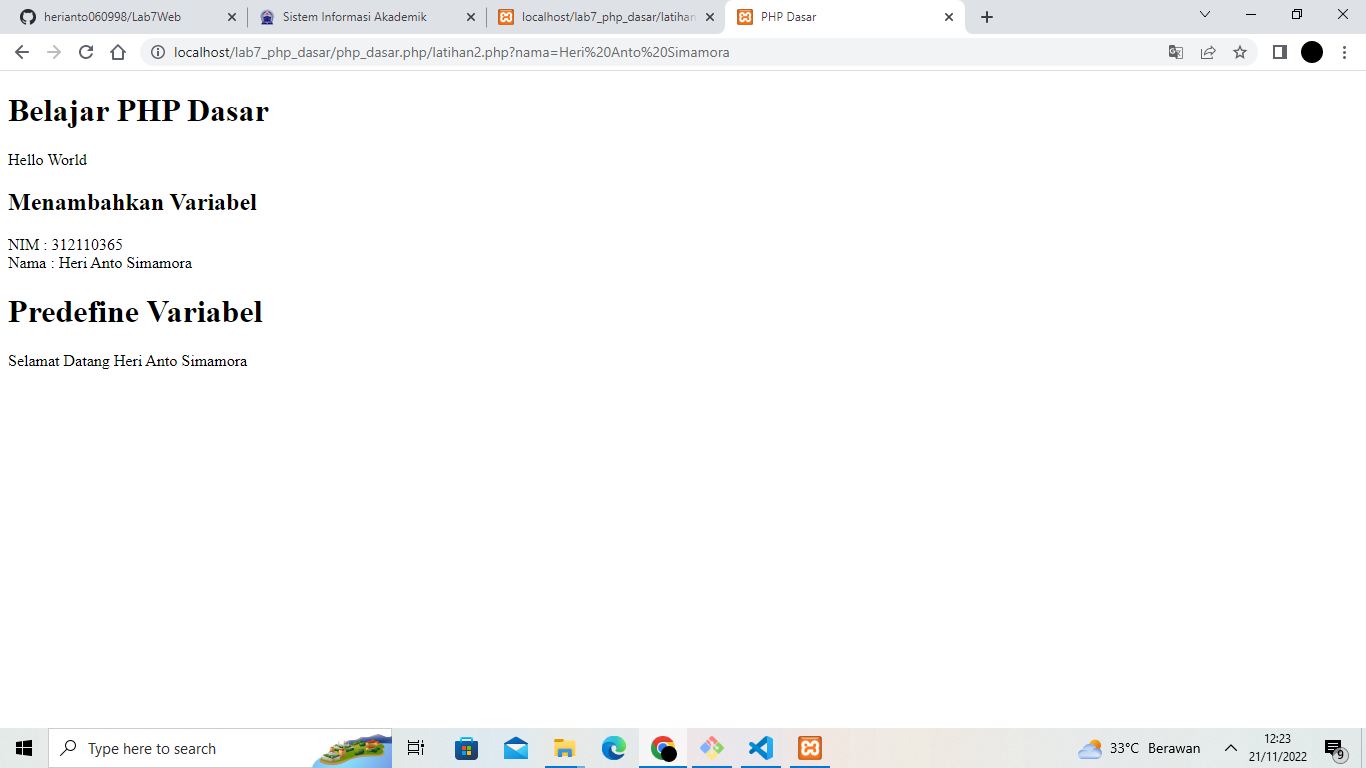 herianto060998/Lab7Web
Sistem Informasi Akademik
localhost/lab7_php_dasar/latihan
PHP Dasar
localhost/lab7_php_dasar/php_dasar.php/latihan2.php?nama=Heri%20Anto%20Simamora
Belajar PHP Dasar
Hello World
Menambahkan Variabel
NIM : 312110365
Nama : Heri Anto Simamora
Predefine Variabel
Selamat Datang Heri Anto Simamora
Type here to search
33°C Berawan
12:23
21/11/2022
9